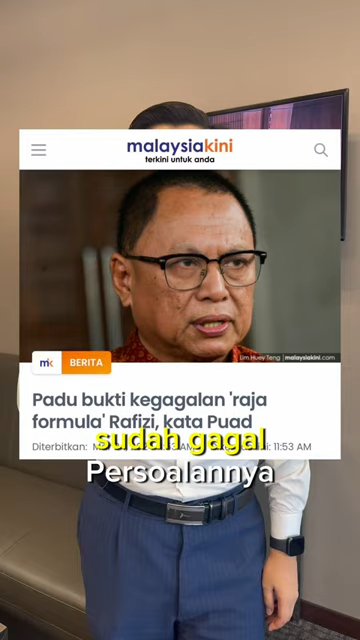 malaysiakini
terkini untuk anda
Lim Huey Teng | malaysiakini.com
mk BERITA
Padu bukti kegagalan 'raja
formula' Rafizi, kata Puad
Diterbitkan:
11:53 AM
sudah gagal
Persoalannya